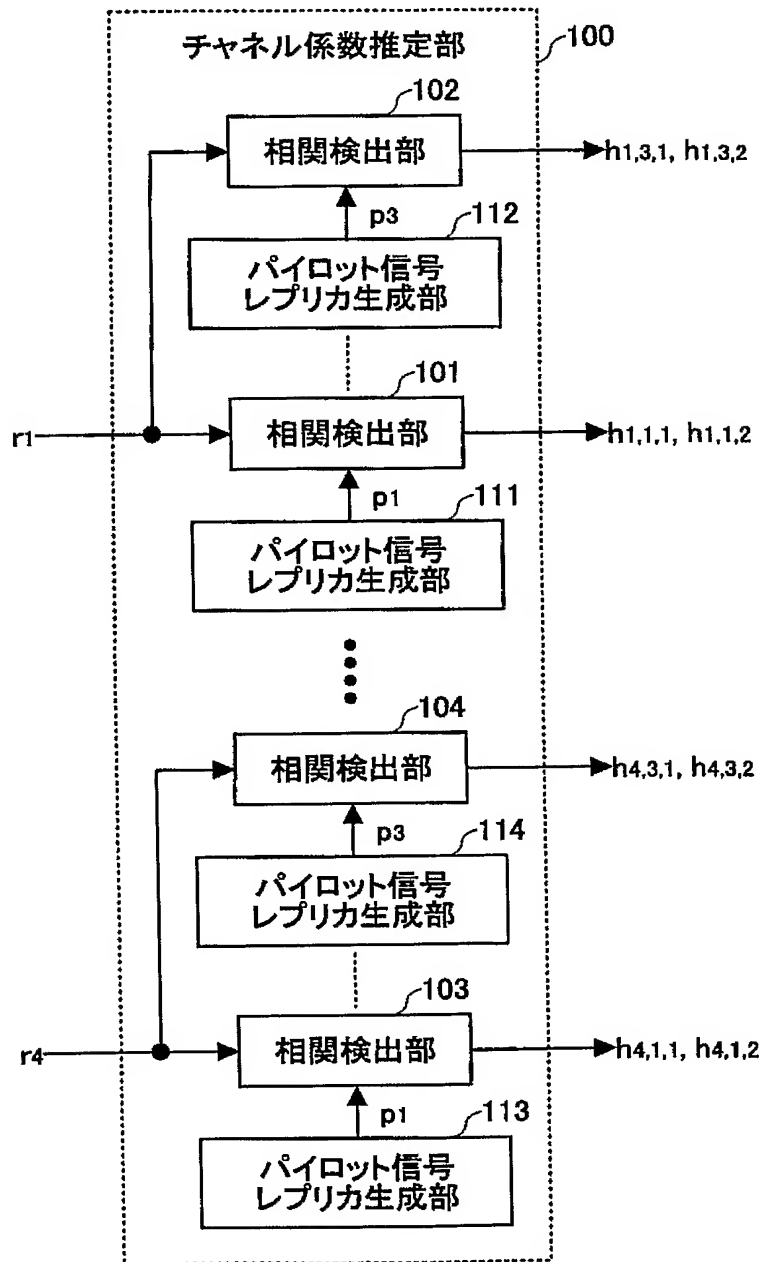 チャネル係数推定部
100
102
相関検出部
h1,3,1, h1,3,2
p3
112
パイロット信号
レプリカ生成部
101
r1
相関検出部
h1,1,1, h1,1,2
p1
111
パイロット信号
レプリカ生成部
104
相関検出部
h4,3,1, h4,3,2
p3
114
パイロット信号
レプリカ生成部
103
r4
相関検出部
h4,1,1, h4,1,2
p1
113
パイロット信号
レプリカ生成部